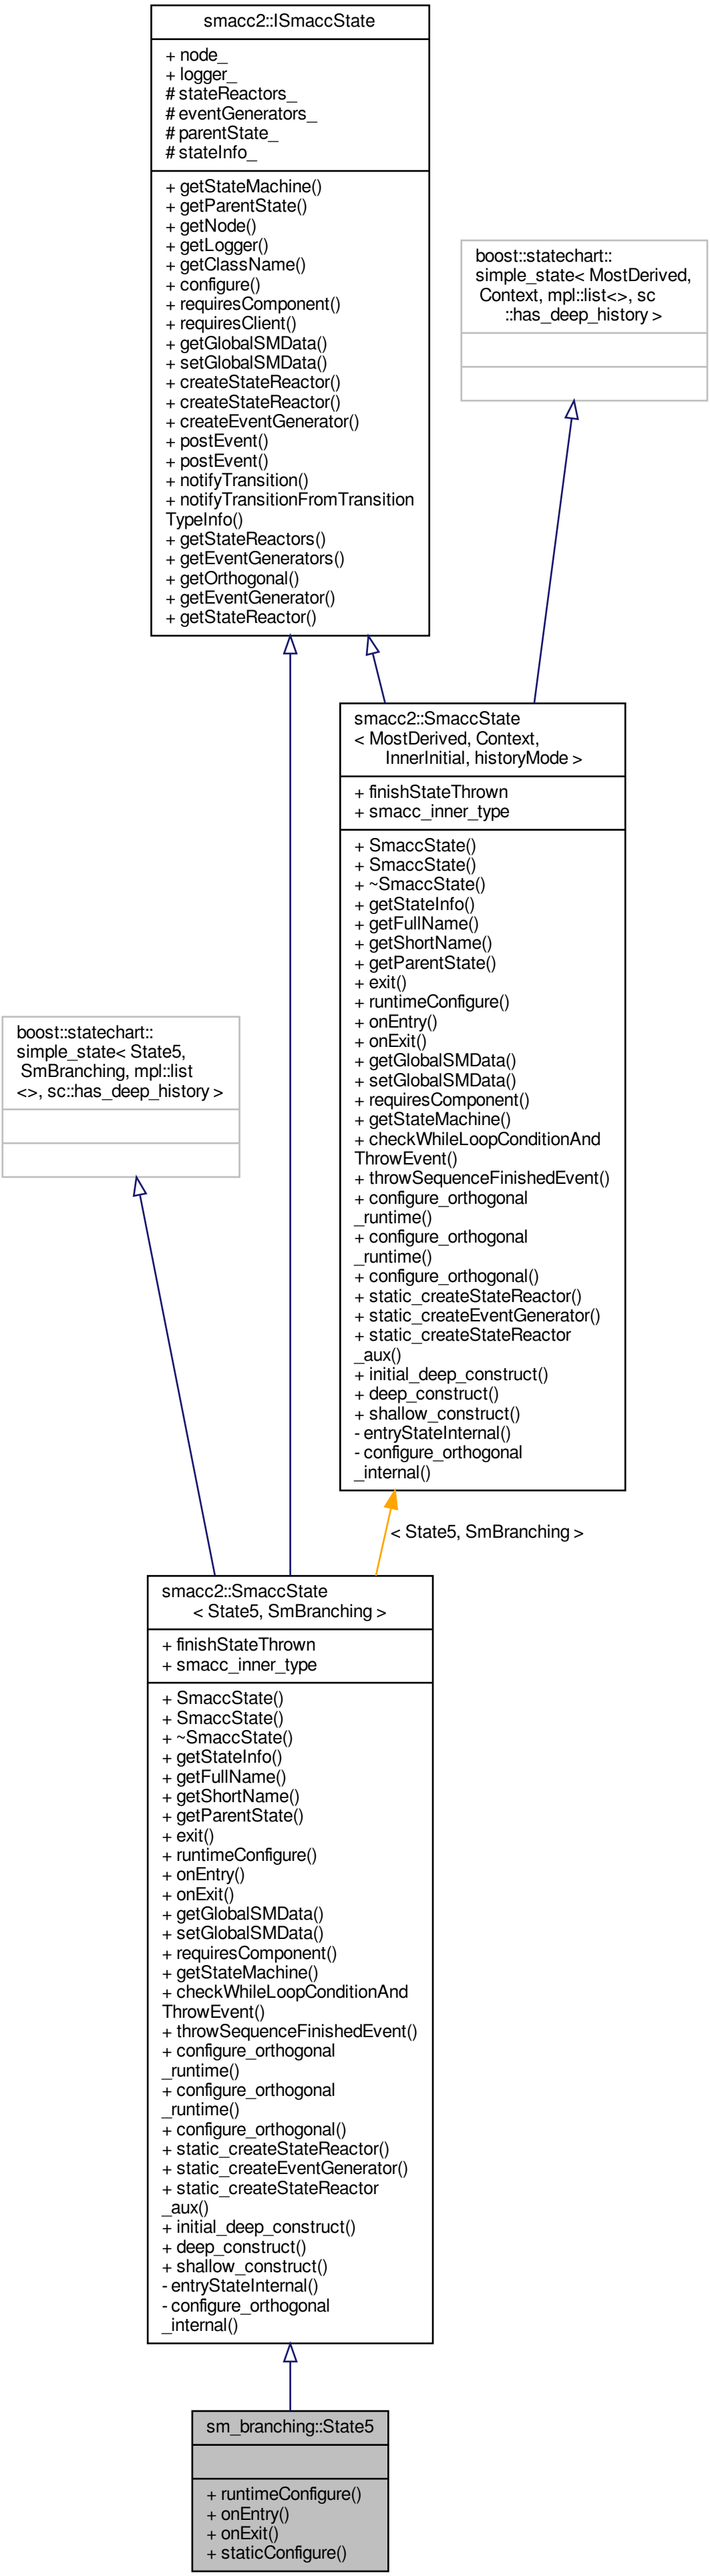 smacc2::ISmaccState
+ node_
+ logger_
# stateReactors_
# eventGenerators_
# parentState_
# stateInfo_
+ getStateMachine()
+ getParentState()
+ getNode()
+ getLogger()
+ getClassName()
+ configure()
+ requiresComponent()
+ requiresClient()
+ getGlobalSMData()
+ setGlobalSMData()
+ createStateReactor()
+ createStateReactor()
+ createEventGenerator()
+ postEvent()
+ postEvent()
+ notifyTransition()
+ notifyTransitionFromTransition
TypeInfo()
+ getStateReactors()
+ getEventGenerators()
+ getOrthogonal()
+ getEventGenerator()
+ getStateReactor()
boost::statechart::
simple_state< MostDerived,
Context, mpl::list<>, sc
::has_deep_history >
smacc2::SmaccState
< MostDerived, Context,
InnerInitial, historyMode >
+ finishStateThrown
+ smacc_inner_type
+ SmaccState()
+ SmaccState()
+ ~SmaccState()
+ getStateInfo()
+ getFullName()
+ getShortName()
+ getParentState()
+ exit()
+ runtimeConfigure()
+ onEntry()
+ onExit()
+ getGlobalSMData()
+ setGlobalSMData()
+ requiresComponent()
+ getStateMachine()
+ checkWhileLoopConditionAnd
ThrowEvent()
+ throwSequenceFinishedEvent()
+ configure_orthogonal
_runtime()
+ configure_orthogonal
_runtime()
+ configure_orthogonal()
+ static_createStateReactor()
+ static_createEventGenerator()
+ static_createStateReactor
_aux()
+ initial_deep_construct()
+ deep_construct()
+ shallow_construct()
- entryStateInternal()
- configure_orthogonal
_internal()
boost::statechart::
simple_state< State5,
SmBranching, mpl::list
<>, sc::has_deep_history >
< State5, SmBranching >
smacc2::SmaccState
< State5, SmBranching >
+ finishStateThrown
+ smacc_inner_type
+ SmaccState()
+ SmaccState()
+ ~SmaccState()
+ getStateInfo()
+ getFullName()
+ getShortName()
+ getParentState()
+ exit()
+ runtimeConfigure()
+ onEntry()
+ onExit()
+ getGlobalSMData()
+ setGlobalSMData()
+ requiresComponent()
+ getStateMachine()
+ checkWhileLoopConditionAnd
ThrowEvent()
+ throwSequenceFinishedEvent()
+ configure_orthogonal
_runtime()
+ configure_orthogonal
_runtime()
+ configure_orthogonal()
+ static_createStateReactor()
+ static_createEventGenerator()
+ static_createStateReactor
_aux()
+ initial_deep_construct()
+ deep_construct()
+ shallow_construct()
- entryStateInternal()
- configure_orthogonal
_internal()
sm_branching::State5
+ runtimeConfigure()
+ onEntry()
+ onExit()
+ staticConfigure()